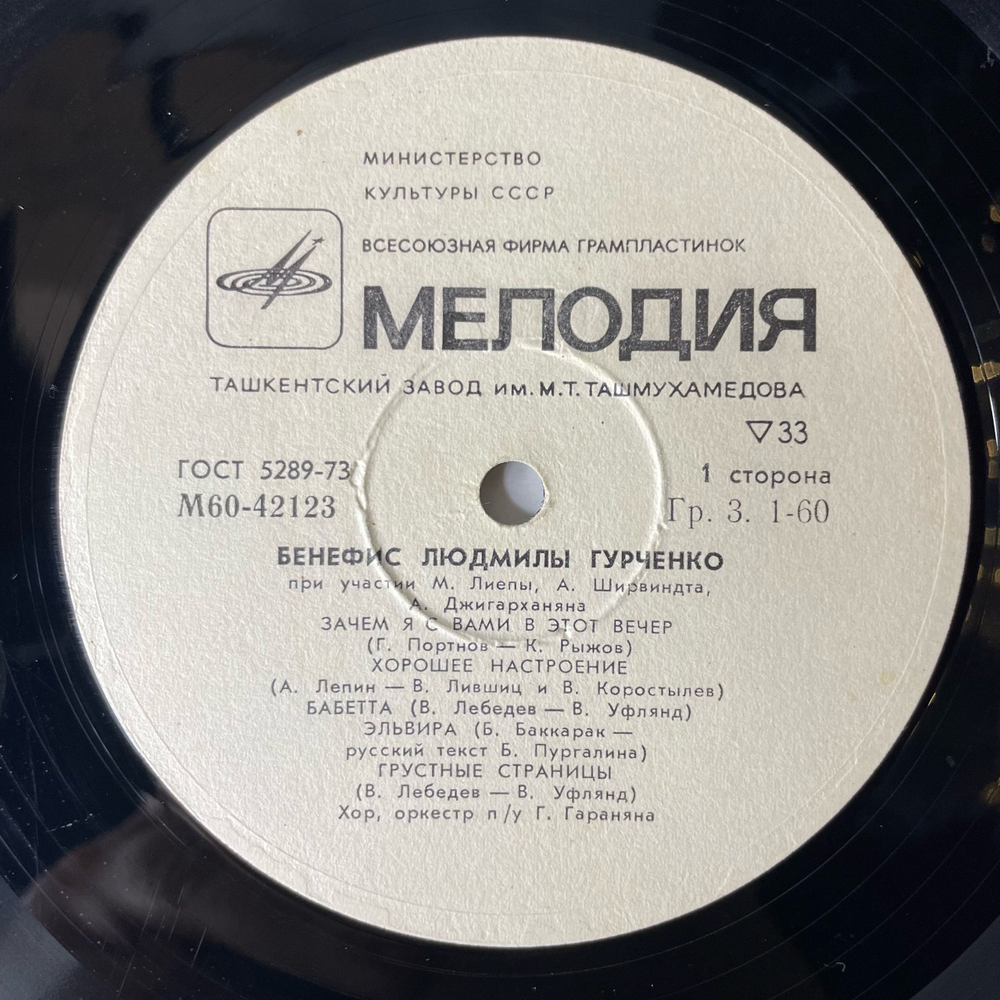 МИНИСТЕРСТВО
КУЛЬТУРЫ СССР
ВСЕСОЮЗНАЯ ФИРМА ГРАМПЛАСТИНОК
МЕЛОДИЯ
ТАШКЕНТСКИЙ ЗАВОД им. М.Т. ТАШМУХАМЕДОВА
▽33
ГОСТ 5289-73 1 сторона
М60-42123 Гр. 3. 1-60
БЕНЕФИС ЛЮДМИЛЫ ГУРЧЕНКО
при участии М. Лиепы, А. Ширвиндта,
А. Джигарханяна
ЗАЧЕМ Я С ВАМИ В ЭТОТ ВЕЧЕР
(Г. Портнов — К. Рыжов)
ХОРОШЕЕ НАСТРОЕНИЕ
(А. Лепин — В. Лившиц и В. Коростылев)
БАБЕТТА (В. Лебедев — В. Уфлянд)
ЭЛЬВИРА (Б. Баккарак —
русский текст Б. Пургалина)
ГРУСТНЫЕ СТРАНИЦЫ
(В. Лебедев — В. Уфлянд)
Хор, оркестр п/у Г. Гараняна